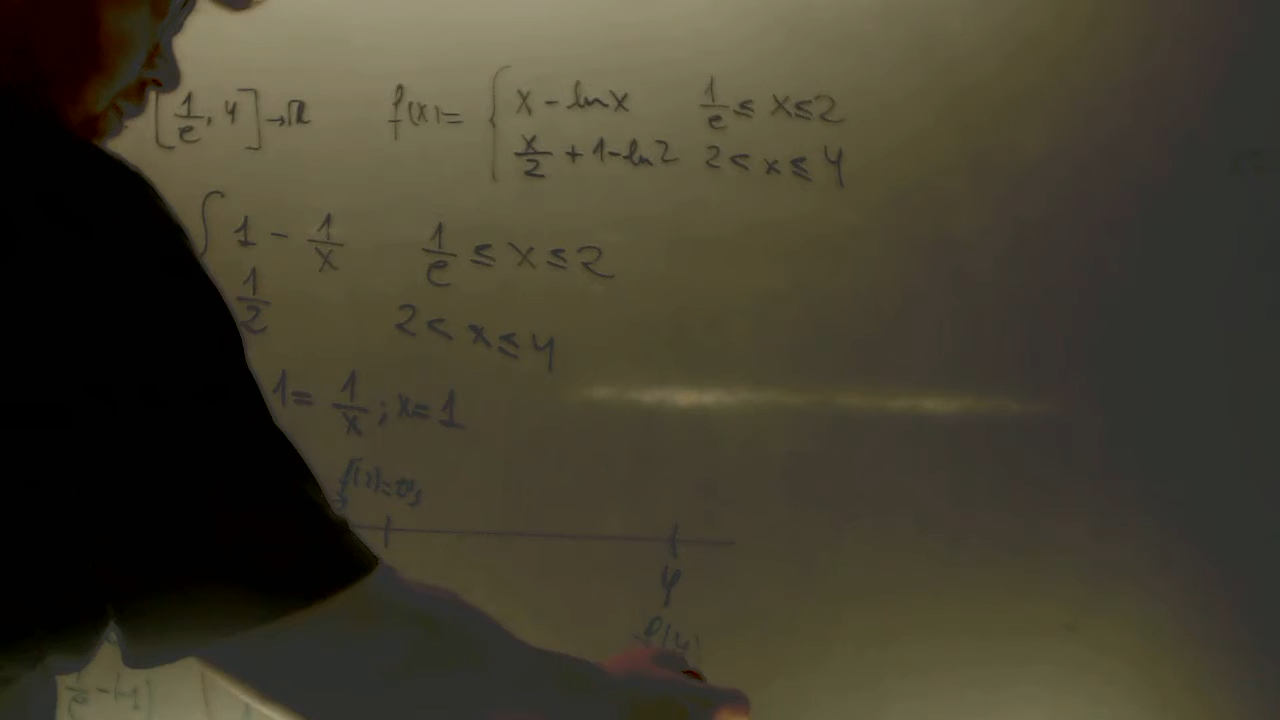 [1/e, 4] → ℝ f(x) = { x - ln x 1/e ≤ x ≤ 2
x/2 + 1 - ln 2 2 < x ≤ 4
{ 1 - 1/x 1/e ≤ x ≤ 2
1/2 2 < x ≤ 4
1 = 1/x ; x = 1
4
f(4)